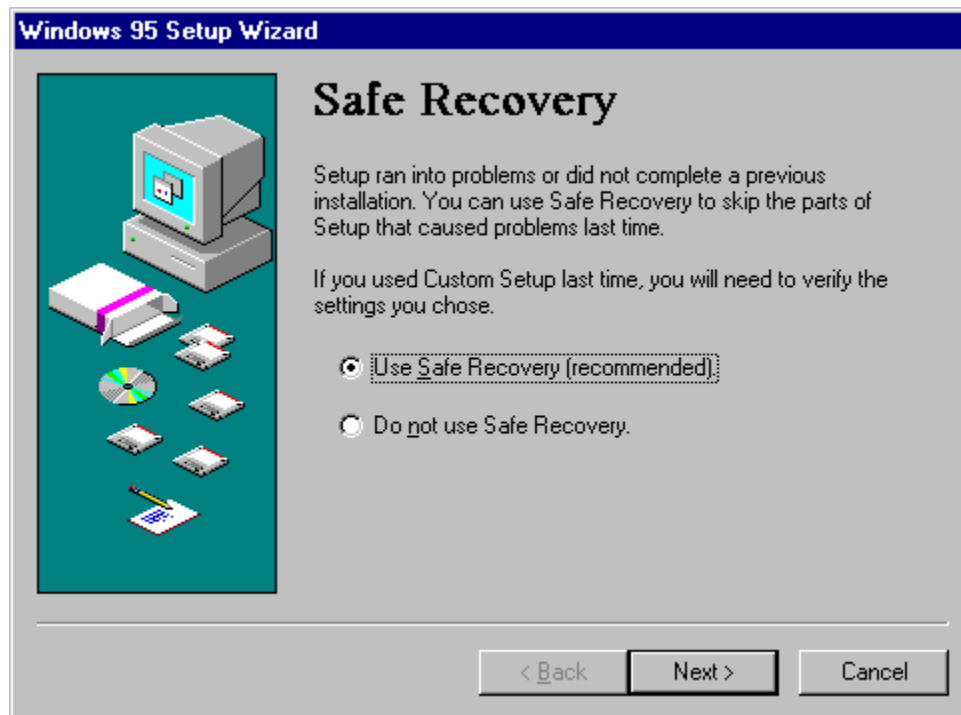 Windows 95 Setup Wizard
Safe Recovery
Setup ran into problems or did not complete a previous
installation. You can use Safe Recovery to skip the parts of
Setup that caused problems last time.
If you used Custom Setup last time, you will need to verify the
settings you chose.
Use Safe Recovery (recommended).
Do not use Safe Recovery.
< Back
Next >
Cancel